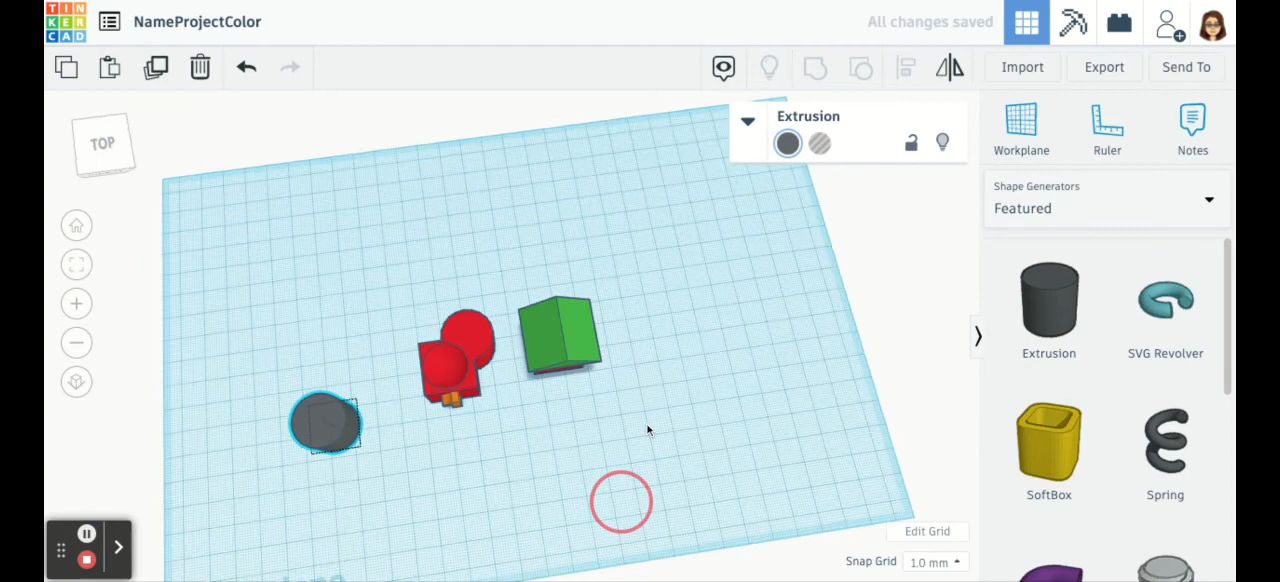 TIN
KER
CAD
NameProjectColor
All changes saved
Import
Export
Send To
TOP
Extrusion
Workplane
Ruler
Notes
Shape Generators
Featured
Extrusion
SVG Revolver
SoftBox
Spring
Edit Grid
Snap Grid
1.0 mm